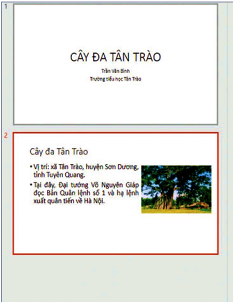 1
CÂY ĐA TÂN TRÀO
Trần Văn Bình
Trường tiểu học Tân Trào
2
Cây đa Tân Trào
• Vị trí: xã Tân Trào, huyện Sơn Dương,
tỉnh Tuyên Quang.
• Tại đây, Đại tướng Võ Nguyên Giáp
đọc Bản Quân lệnh số 1 và hạ lệnh
xuất quân tiến về Hà Nội.